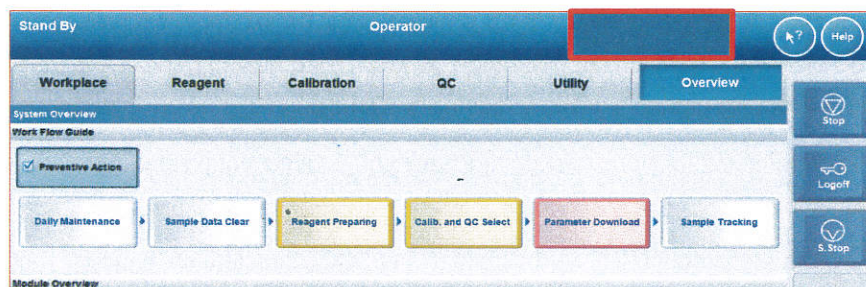 Stand By Operator ? Help
Workplace Reagent Calibration QC Utility Overview
System Overview
Work Flow Guide
Stop
Preventive Action
Logoff
Daily Maintenance Sample Data Clear Reagent Preparing Calib. and QC Select Parameter Download Sample Tracking
S.Stop
Module Overview